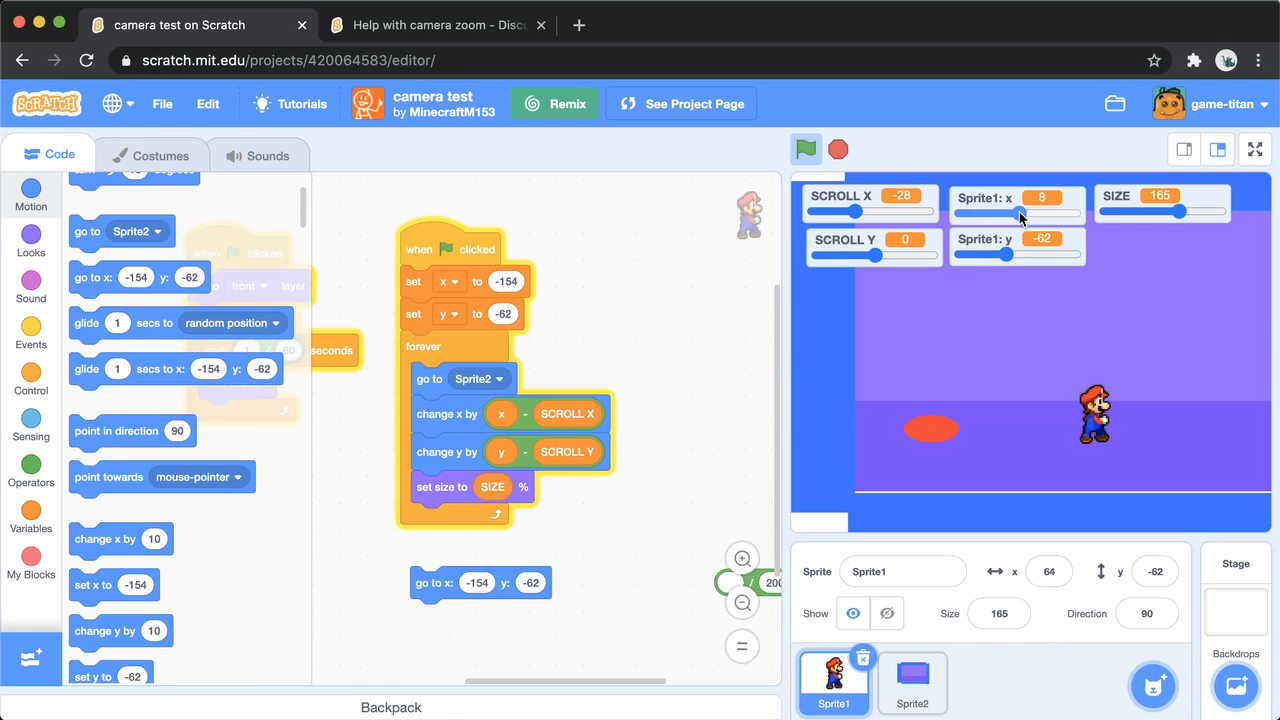 camera test on Scratch
Help with camera zoom - Discu
scratch.mit.edu/projects/420064583/editor/
SCRATCH
File
Edit
Tutorials
camera test
by MinecraftM153
Remix
See Project Page
game-titan
Code
Costumes
Sounds
Motion
Looks
Sound
Events
Control
Sensing
Operators
Variables
My Blocks
go to Sprite2
go to x: -154 y: -62
glide 1 secs to random position
glide 1 secs to x: -154 y: -62
point in direction 90
point towards mouse-pointer
change x by 10
set x to -154
change y by 10
set y to -62
when clicked
front layer
60 seconds
when clicked
set x to -154
set y to -62
forever
go to Sprite2
change x by x - SCROLL X
change y by y - SCROLL Y
set size to SIZE %
go to x: -154 y: -62
/ 200
Backpack
SCROLL X -28
Sprite1: x 8
SIZE 165
SCROLL Y 0
Sprite1: y -62
Sprite Sprite1 x 64 y -62
Show Size 165 Direction 90
Sprite1
Sprite2
Stage
Backdrops